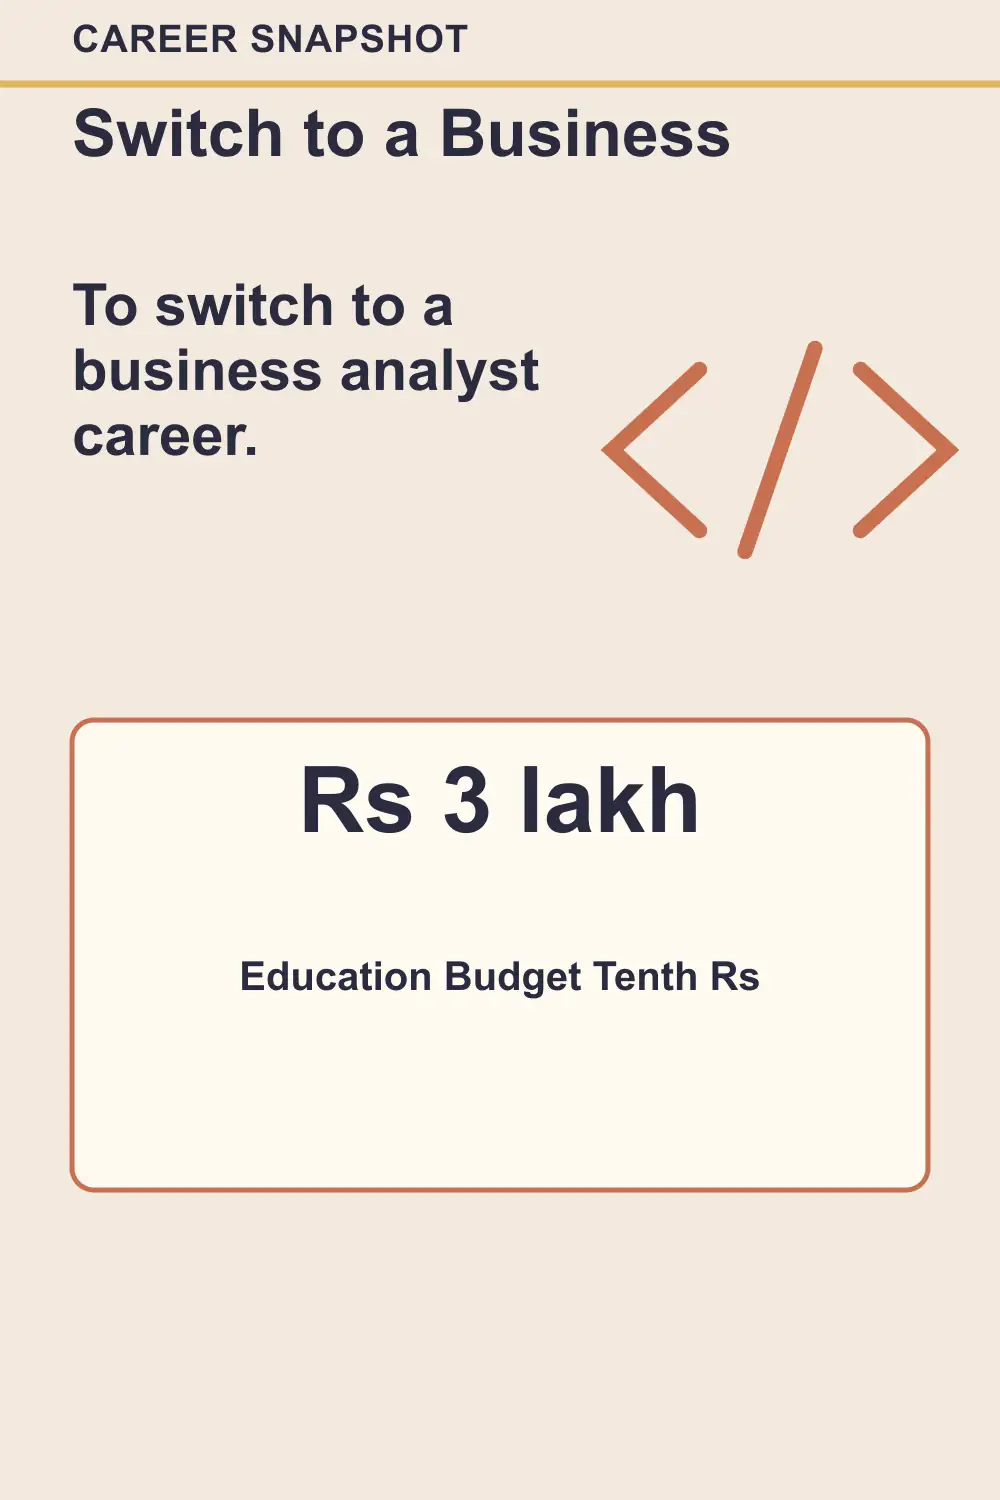 CAREER SNAPSHOT
Switch to a Business
To switch to a
business analyst
career.
Rs 3 lakh
Education Budget Tenth Rs